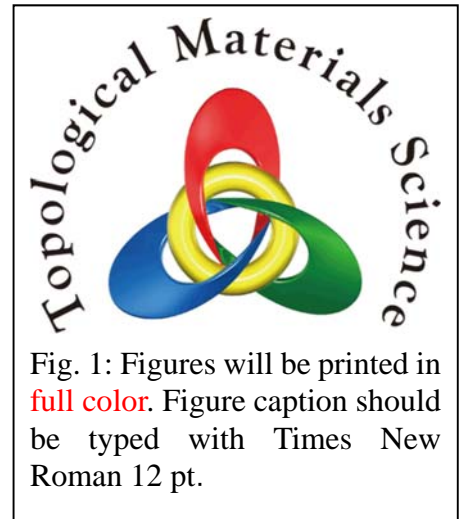 Topological Materials Science
Fig. 1: Figures will be printed in
full color. Figure caption should
be typed with Times New
Roman 12 pt.